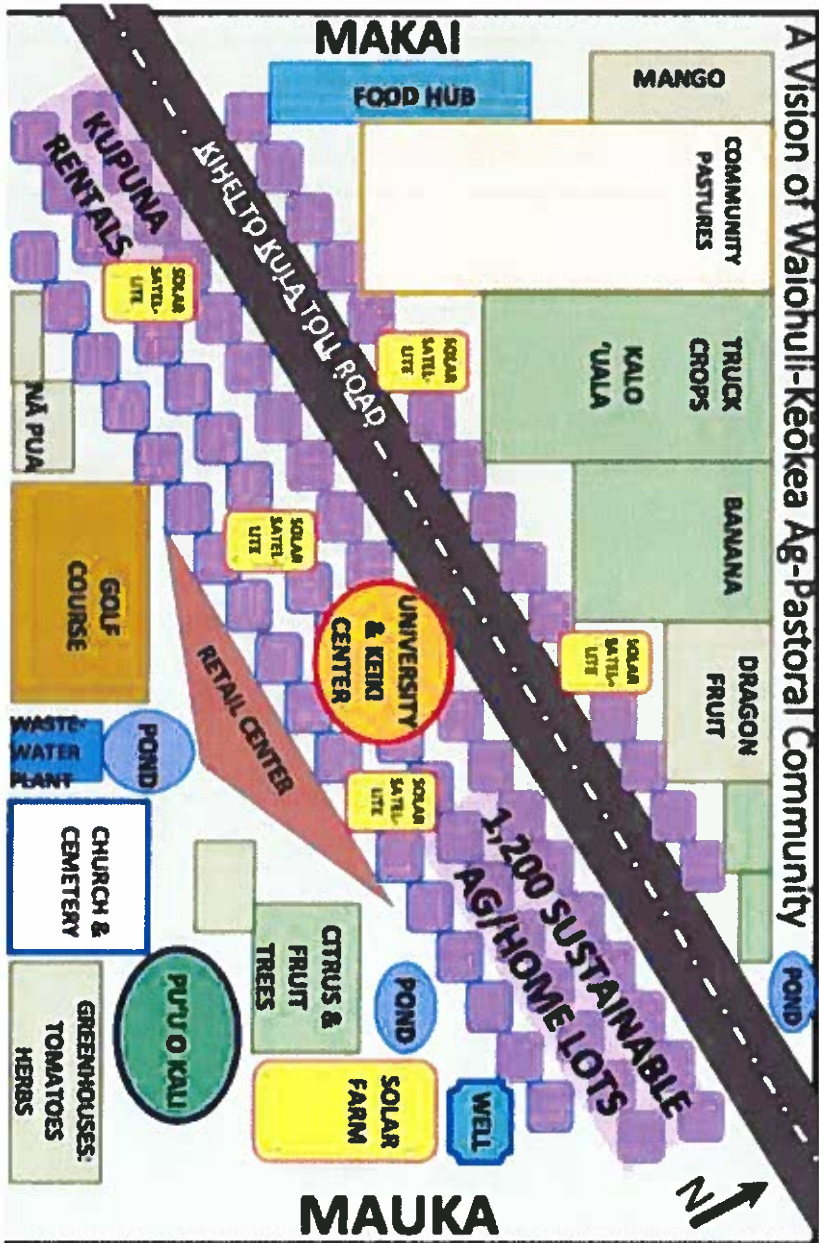 A Vision of Waiohuli-Keōkea Ag-Pastoral Community
MAKAI
FOOD HUB
MANGO
COMMUNITY
PASTURES
KUPUNA
RENTALS
KIHEI TO KULA TOLL ROAD
SOLAR
SATEL-
LITE
SOLAR
SATEL-
LITE
TRUCK
CROPS
KALO
'UALA
NĀ PUA
GOLF
COURSE
SOLAR
SATEL-
LITE
BANANA
UNIVERSITY
& KEIKI
CENTER
RETAIL CENTER
SOLAR
SATEL-
LITE
DRAGON
FRUIT
WASTE-
WATER
PLANT
POND
SOLAR
SATEL-
LITE
1,200 SUSTAINABLE
AG/HOME LOTS
CHURCH &
CEMETERY
PU'U O KALI
CITRUS &
FRUIT
TREES
POND
POND
GREENHOUSES:
TOMATOES
HERBS
SOLAR
FARM
WELL
N
MAUKA